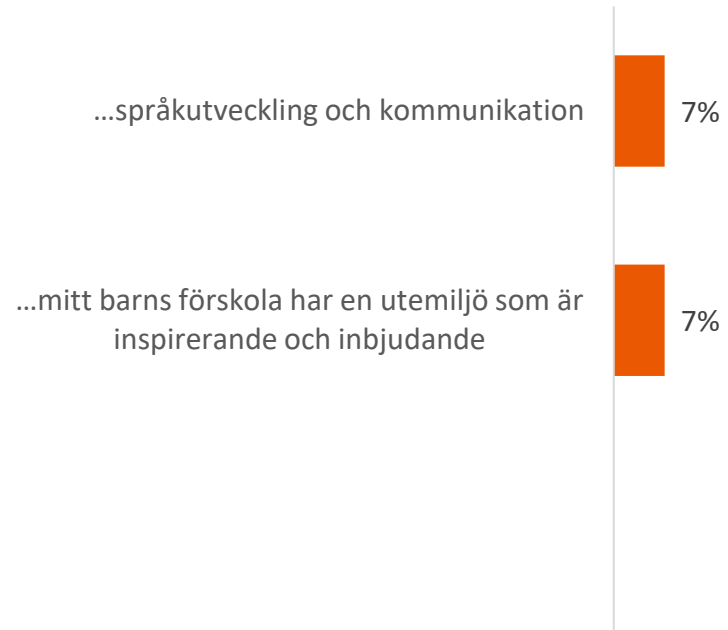 …språkutveckling och kommunikation
7%
…mitt barns förskola har en utemiljö som är
inspirerande och inbjudande
7%